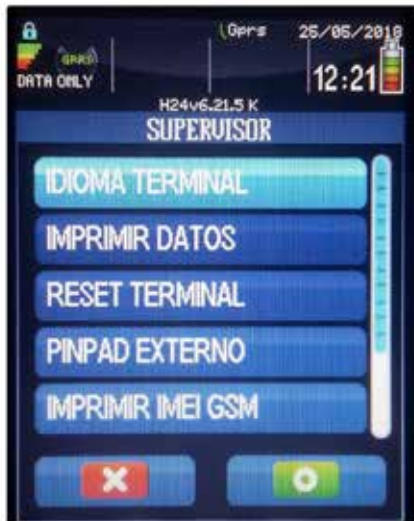 Gprs 25/05/2018
GPRS
DATA ONLY
12:21
H24v6.21.5 K
SUPERVISOR
IDIOMA TERMINAL
IMPRIMIR DATOS
RESET TERMINAL
PINPAD EXTERNO
IMPRIMIR IMEI GSM